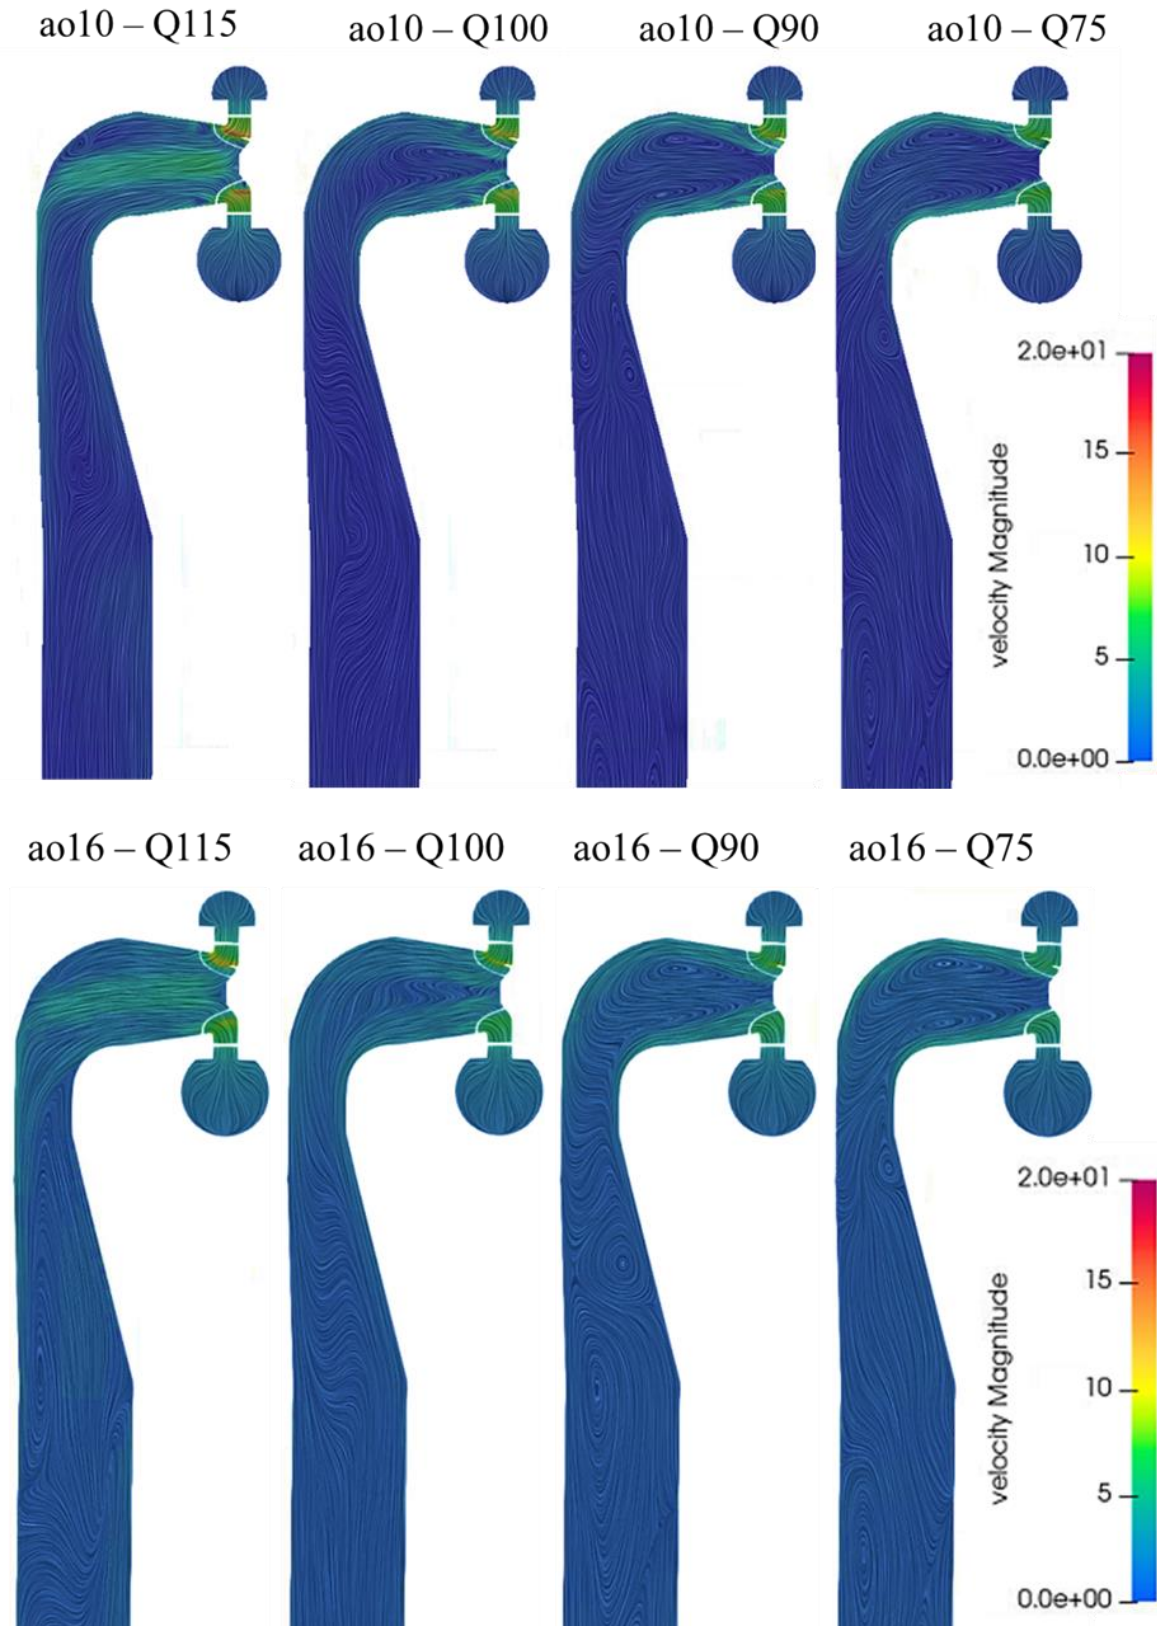 ao10 – Q115
ao10 – Q100
ao10 – Q90
ao10 – Q75
2.0e+01
15
10
5
0.0e+00
velocity Magnitude
ao16 – Q115
ao16 – Q100
ao16 – Q90
ao16 – Q75
2.0e+01
15
10
5
0.0e+00
velocity Magnitude